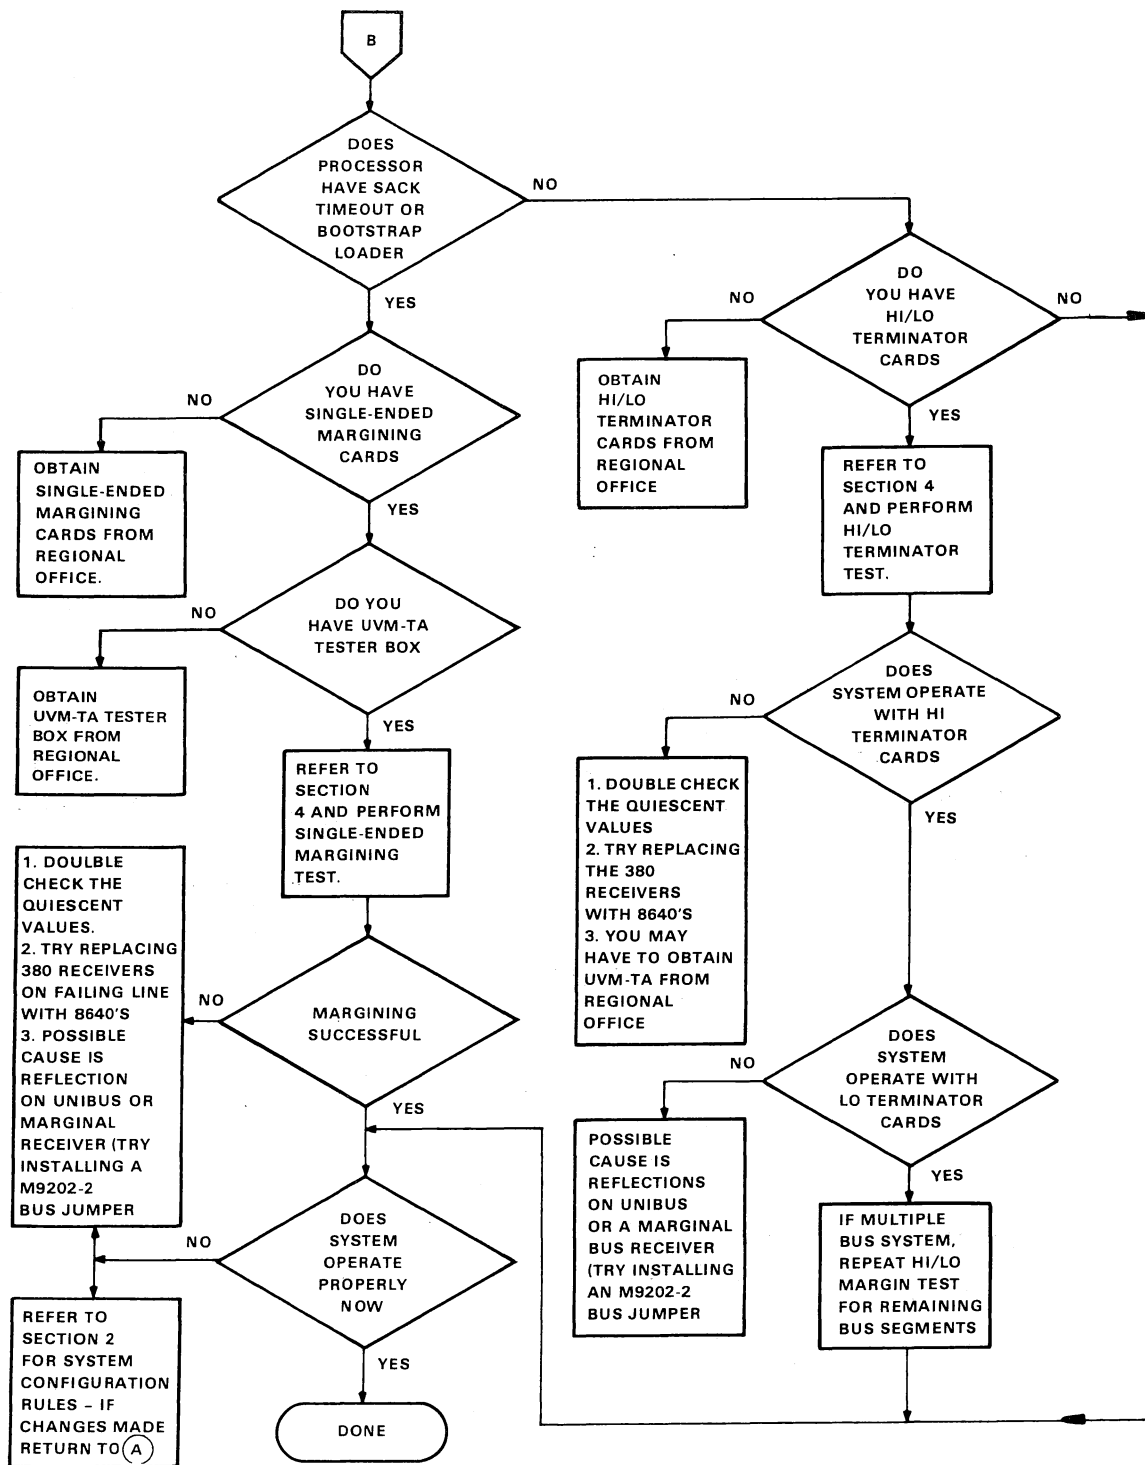 B
DOES
PROCESSOR
HAVE SACK
TIMEOUT OR
BOOTSTRAP
LOADER
NO
YES
DO
YOU HAVE
HI/LO
TERMINATOR
CARDS
NO
NO
YES
OBTAIN
HI/LO
TERMINATOR
CARDS FROM
REGIONAL
OFFICE
DO
YOU HAVE
SINGLE-ENDED
MARGINING
CARDS
NO
YES
OBTAIN
SINGLE-ENDED
MARGINING
CARDS FROM
REGIONAL
OFFICE.
REFER TO
SECTION 4
AND PERFORM
HI/LO
TERMINATOR
TEST.
DO YOU
HAVE UVM-TA
TESTER BOX
NO
YES
OBTAIN
UVM-TA TESTER
BOX FROM
REGIONAL
OFFICE.
DOES
SYSTEM OPERATE
WITH HI
TERMINATOR
CARDS
NO
YES
REFER TO
SECTION
4 AND PERFORM
SINGLE-ENDED
MARGINING
TEST.
1. DOUBLE CHECK
THE QUIESCENT
VALUES
2. TRY REPLACING
THE 380
RECEIVERS
WITH 8640'S
3. YOU MAY
HAVE TO OBTAIN
UVM-TA FROM
REGIONAL
OFFICE
1. DOULBLE
CHECK THE
QUIESCENT
VALUES.
2. TRY REPLACING
380 RECEIVERS
ON FAILING LINE
WITH 8640'S
3. POSSIBLE
CAUSE IS
REFLECTION
ON UNIBUS OR
MARGINAL
RECEIVER (TRY
INSTALLING A
M9202-2
BUS JUMPER
MARGINING
SUCCESSFUL
NO
YES
DOES
SYSTEM
OPERATE WITH
LO TERMINATOR
CARDS
NO
YES
POSSIBLE
CAUSE IS
REFLECTIONS
ON UNIBUS
OR A MARGINAL
BUS RECEIVER
(TRY INSTALLING
AN M9202-2
BUS JUMPER
IF MULTIPLE
BUS SYSTEM,
REPEAT HI/LO
MARGIN TEST
FOR REMAINING
BUS SEGMENTS
DOES
SYSTEM
OPERATE
PROPERLY
NOW
NO
YES
REFER TO
SECTION 2
FOR SYSTEM
CONFIGURATION
RULES – IF
CHANGES MADE
RETURN TO A
DONE